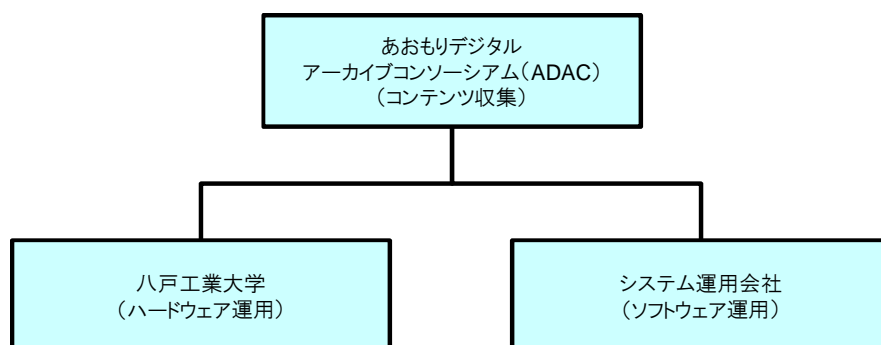 あおもりデジタル
アーカイブコンソーシアム（ADAC）
（コンテンツ収集）
八戸工業大学
（ハードウェア運用）
システム運用会社
（ソフトウェア運用）